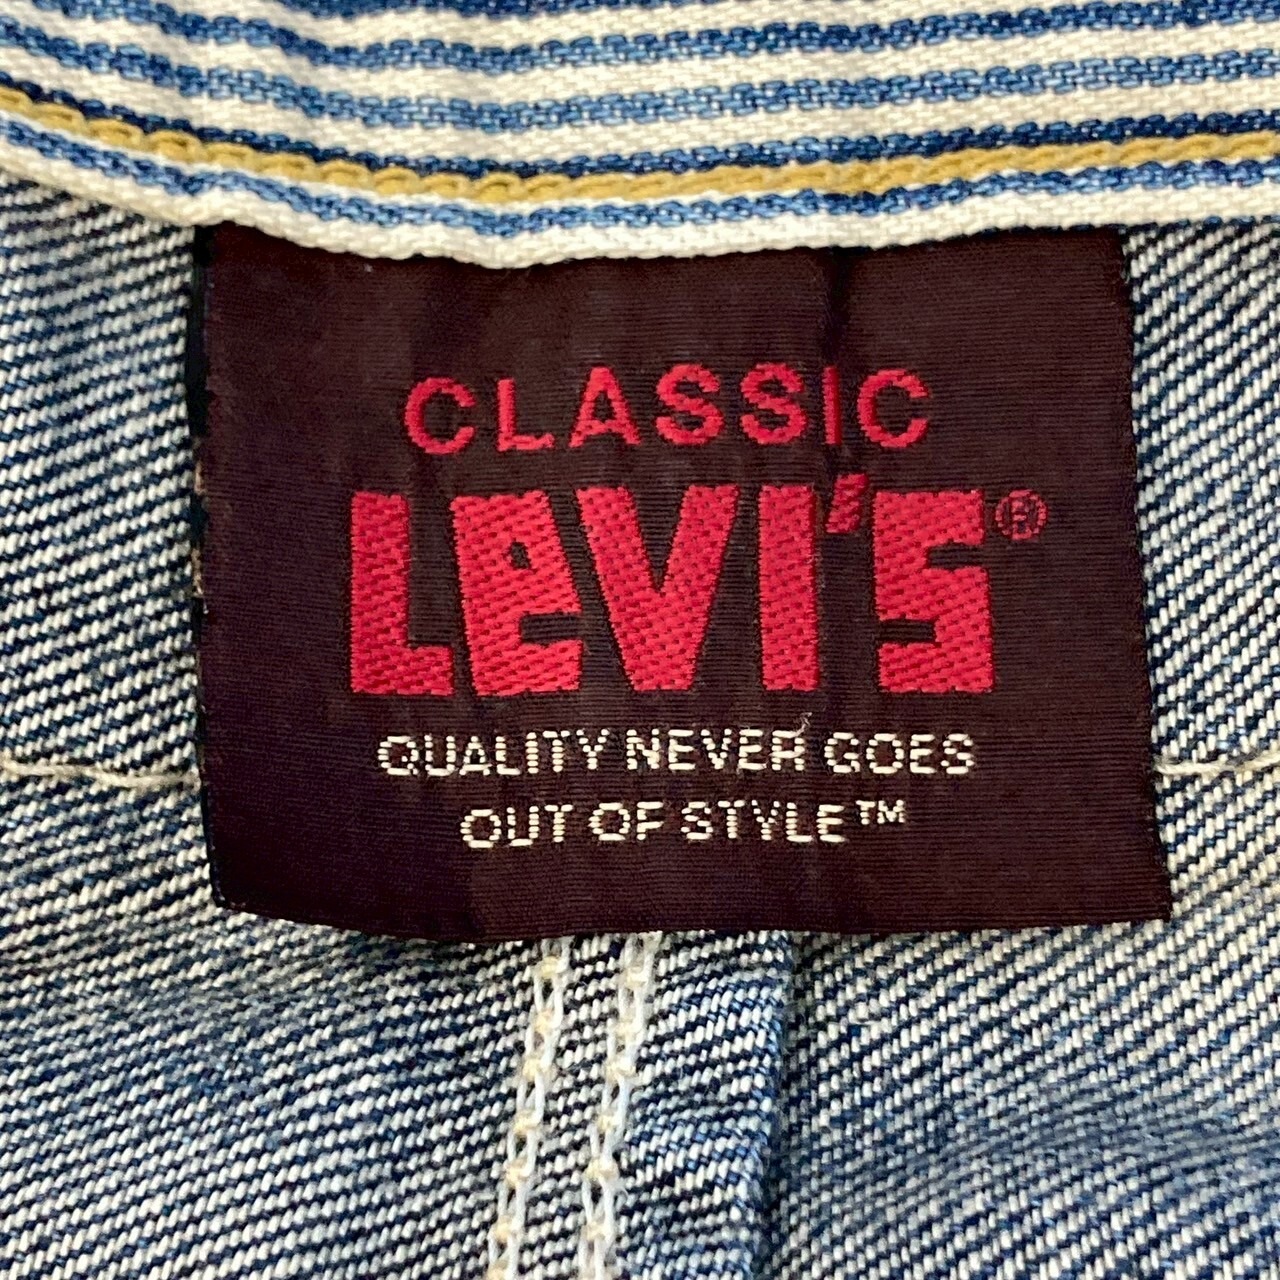 CLASSIC
LEVI'S®
QUALITY NEVER GOES
OUT OF STYLE™